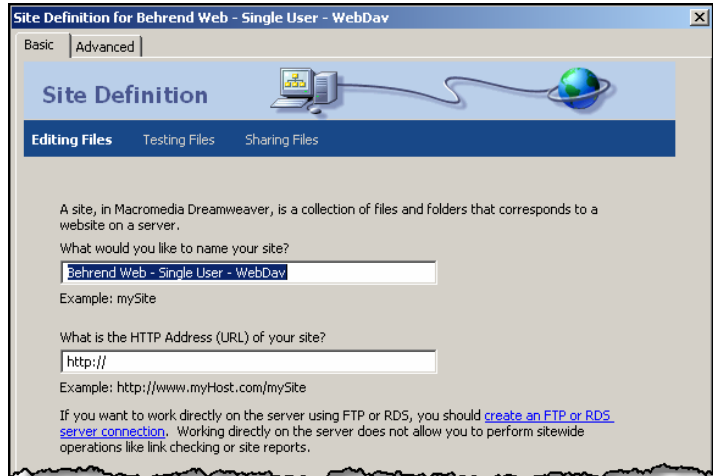 Site Definition for Behrend Web - Single User - WebDav
Basic Advanced
Site Definition
Editing Files Testing Files Sharing Files
A site, in Macromedia Dreamweaver, is a collection of files and folders that corresponds to a
website on a server.
What would you like to name your site?
Behrend Web - Single User - WebDav
Example: mySite
What is the HTTP Address (URL) of your site?
http://
Example: http://www.myHost.com/mySite
If you want to work directly on the server using FTP or RDS, you should create an FTP or RDS
server connection. Working directly on the server does not allow you to perform sitewide
operations like link checking or site reports.